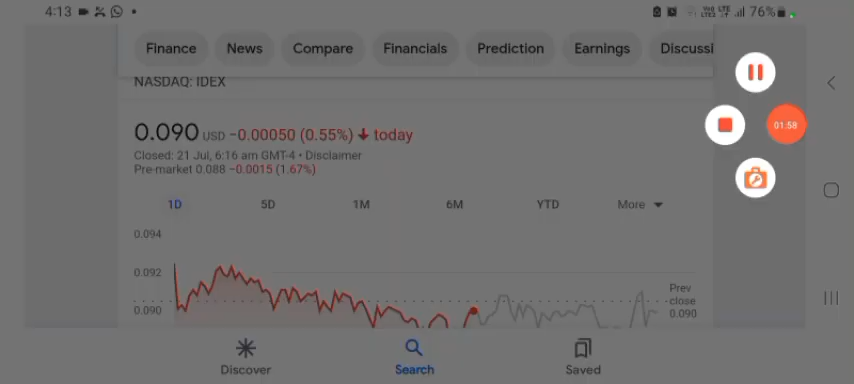 4:13
Vo0 LTE LTE2 76%
Finance News Compare Financials Prediction Earnings Discussi
NASDAQ: IDEX
0.090 USD −0.00050 (0.55%) today
Closed: 21 Jul, 6:16 am GMT-4 • Disclaimer
Pre-market 0.088 −0.0015 (1.67%)
1D 5D 1M 6M YTD More
0.094
0.092
0.090
Prev
close
0.090
01:58
Discover Search Saved